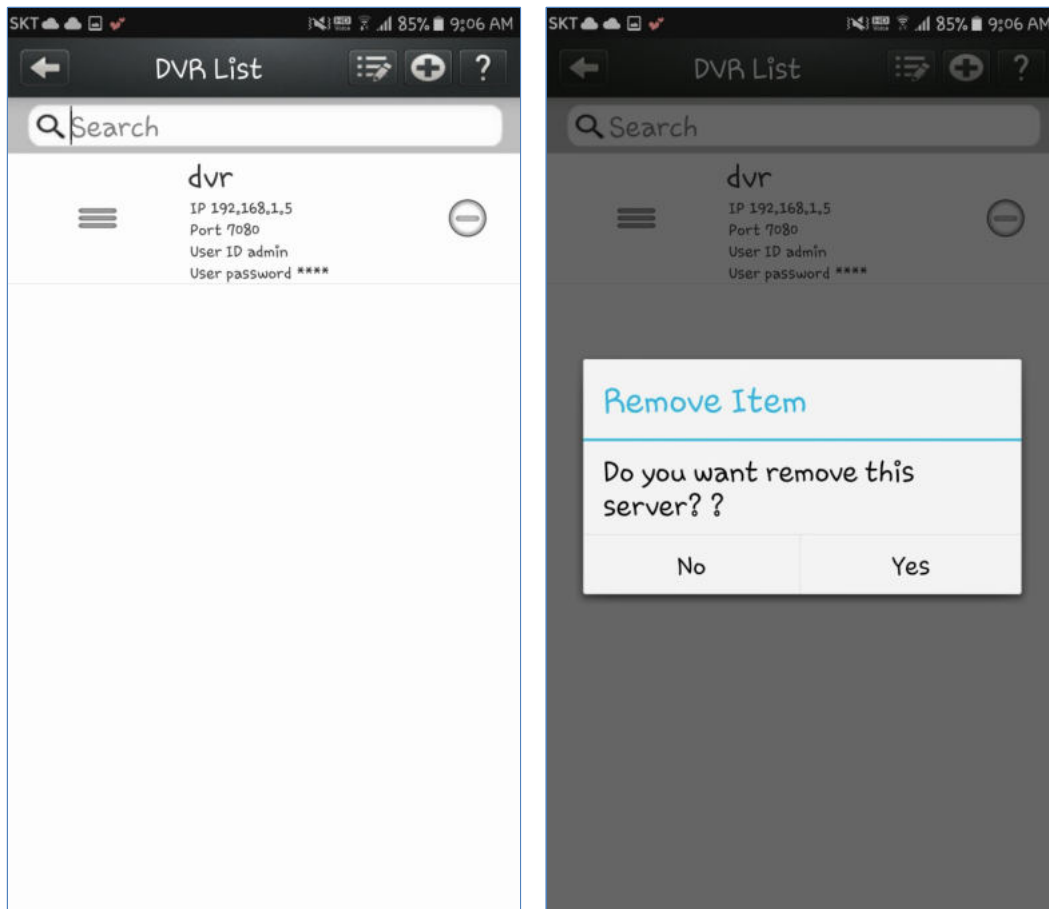 SKT 85% 9:06 AM
DVR List ?
Search
dvr
IP 192.168.1.5
Port 7080
User ID admin
User password ****
SKT 85% 9:06 AM
DVR List ?
Search
dvr
IP 192.168.1.5
Port 7080
User ID admin
User password ****
Remove Item
Do you want remove this
server? ?
No Yes